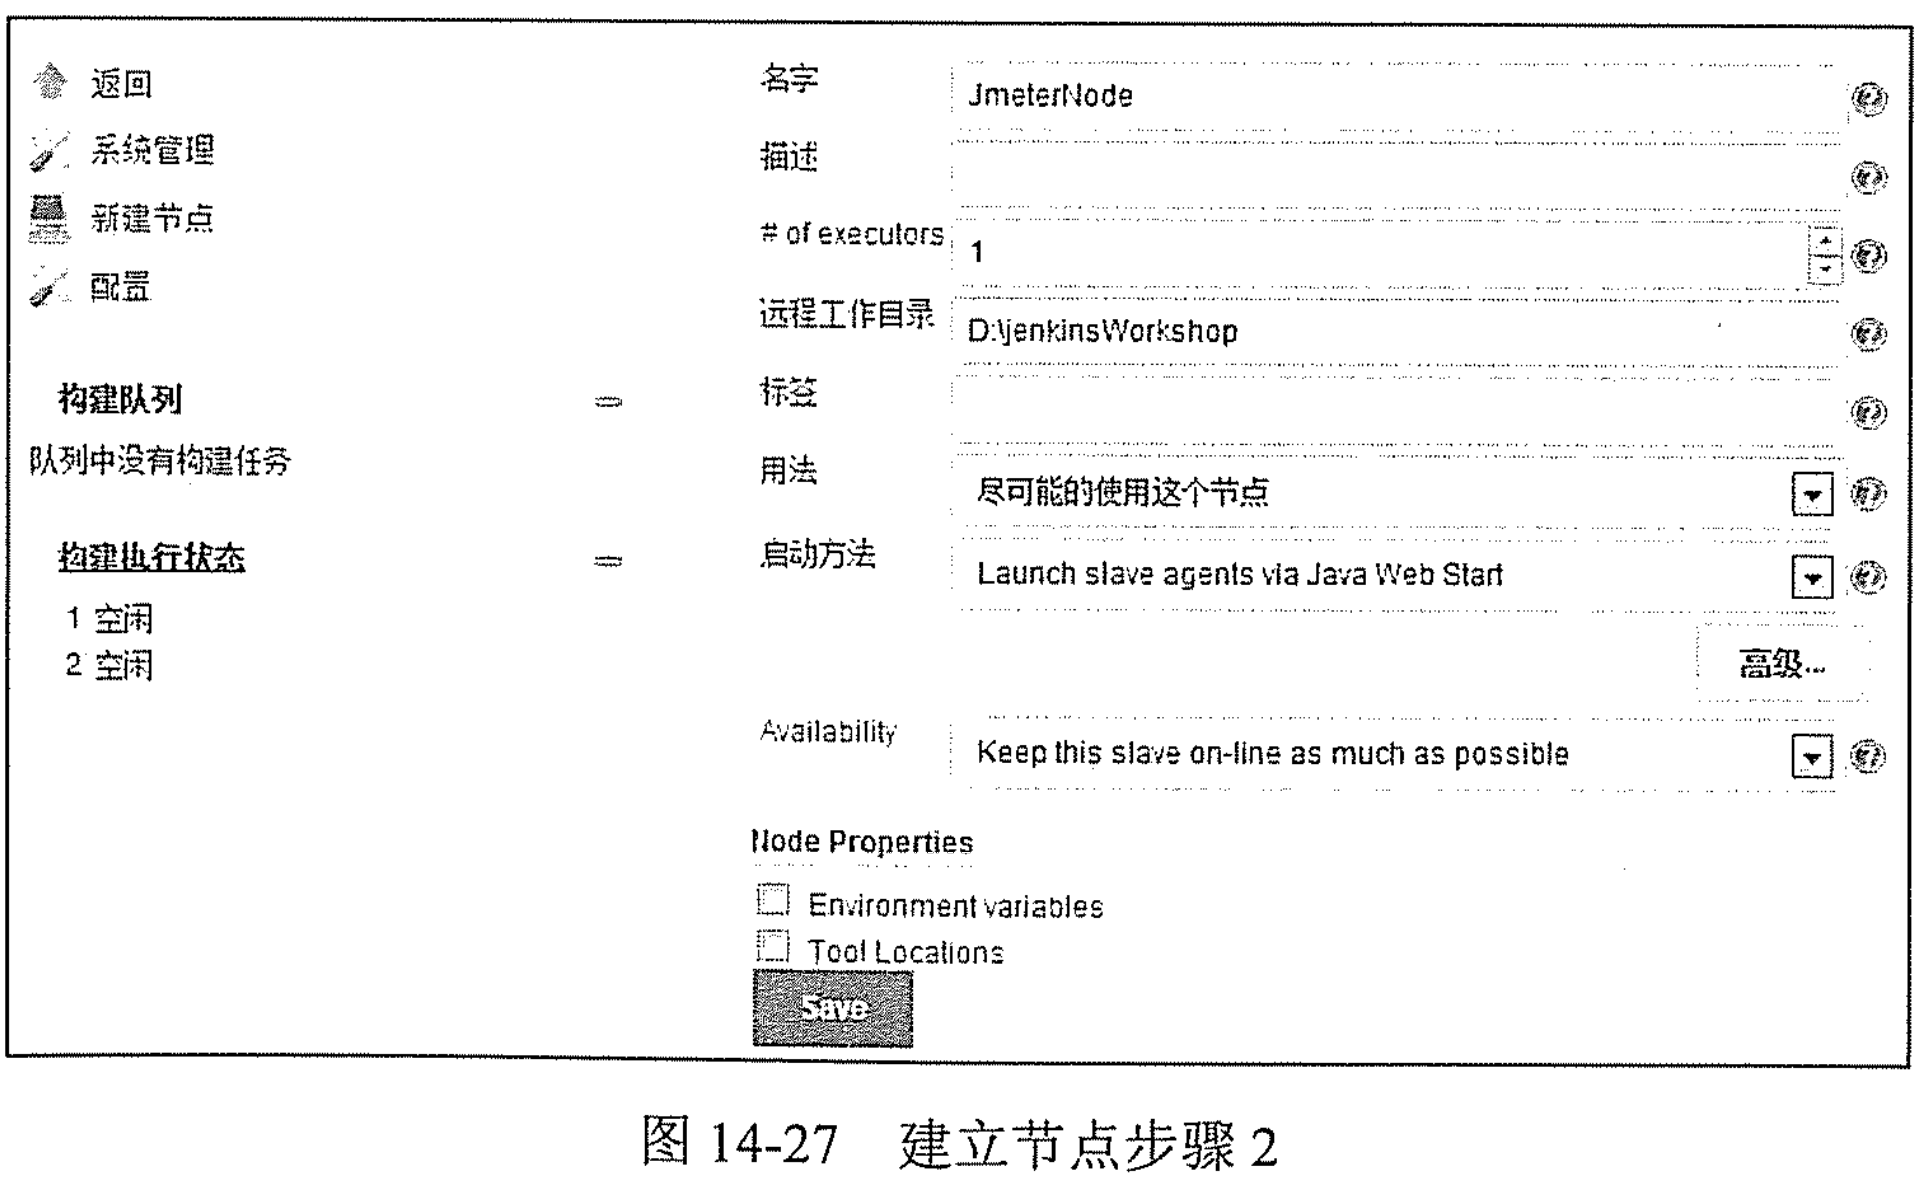 返回
系统管理
新建节点
配置
构建队列
队列中没有构建任务
构建执行状态
1 空闲
2 空闲
名字 JmeterNode
描述
# of executors 1
远程工作目录 D:\jenkinsWorkshop
标签
用法 尽可能的使用这个节点
启动方法 Launch slave agents via Java Web Start
高级...
Availability Keep this slave on-line as much as possible
Node Properties
Environment variables
Tool Locations
Save
图 14-27 建立节点步骤 2